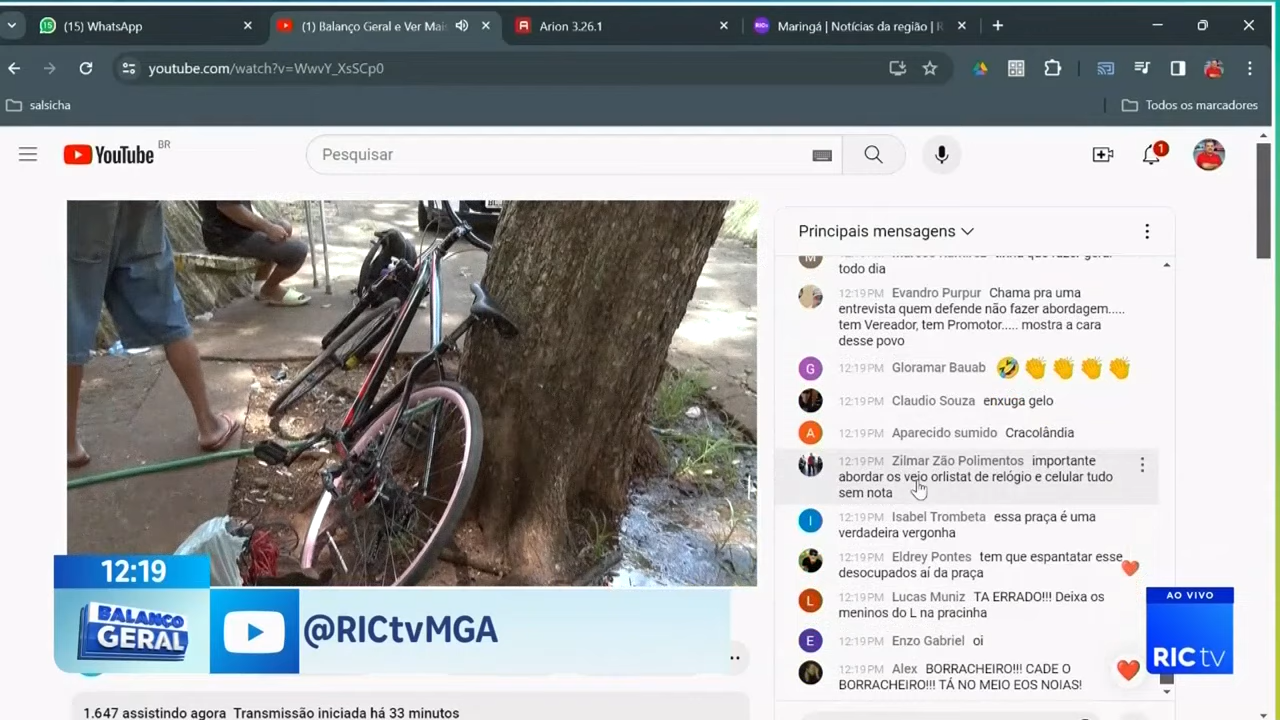 (15) WhatsApp
(1) Balanço Geral e Ver Mais
Arion 3.26.1
Maringá | Notícias da região | R
youtube.com/watch?v=WwvY_XsSCp0
salsicha
Todos os marcadores
YouTube BR
Pesquisar
1
Principais mensagens
todo dia
12:19 PM Evandro Purpur Chama pra uma
entrevista quem defende não fazer abordagem.....
tem Vereador, tem Promotor..... mostra a cara
desse povo
G
12:19 PM Gloramar Bauab 🤣👏👏👏👏
12:19 PM Claudio Souza enxuga gelo
A
12:19 PM Aparecido sumido Cracolândia
12:19 PM Zilmar Zão Polimentos importante
abordar os veio orlistat de relógio e celular tudo
sem nota
I
12:19 PM Isabel Trombeta essa praça é uma
verdadeira vergonha
12:19 PM Eldrey Pontes tem que espantatar esse
desocupados aí da praça
L
12:19 PM Lucas Muniz TA ERRADO!!! Deixa os
meninos do L na pracinha
E
12:19 PM Enzo Gabriel oi
12:19 PM Alex BORRACHEIRO!!! CADE O
BORRACHEIRO!!! TÁ NO MEIO EOS NOIAS!
12:19
BALANÇO
GERAL
@RICtvMGA
AO VIVO
RIC tv
1.647 assistindo agora Transmissão iniciada há 33 minutos